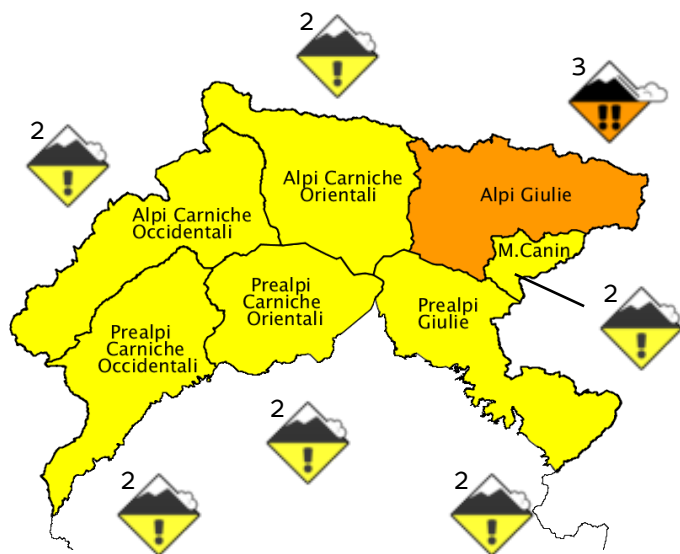 2
3
2
Alpi Carniche
Orientali
Alpi Giulie
Alpi Carniche
Occidentali
M.Canin
Prealpi
Carniche
Orientali
Prealpi
Giulie
2
Prealpi
Carniche
Occidentali
2
2
2